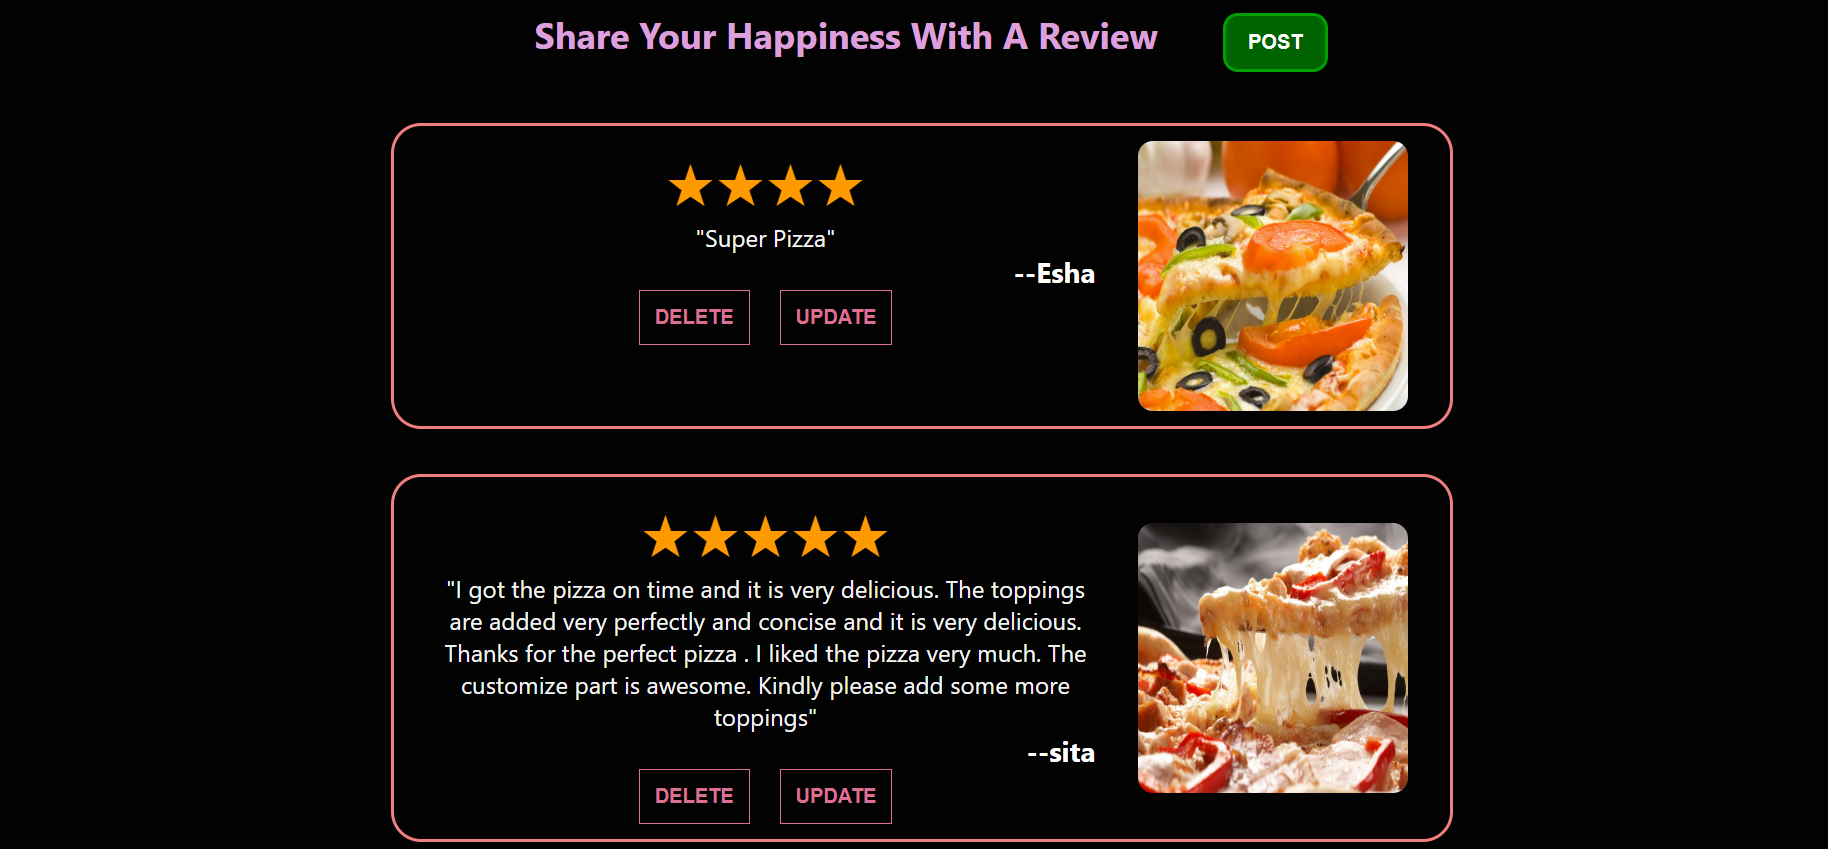 Share Your Happiness With A Review
POST
"Super Pizza"
--Esha
DELETE UPDATE
"I got the pizza on time and it is very delicious. The toppings
are added very perfectly and concise and it is very delicious.
Thanks for the perfect pizza . I liked the pizza very much. The
customize part is awesome. Kindly please add some more
toppings"
--sita
DELETE UPDATE